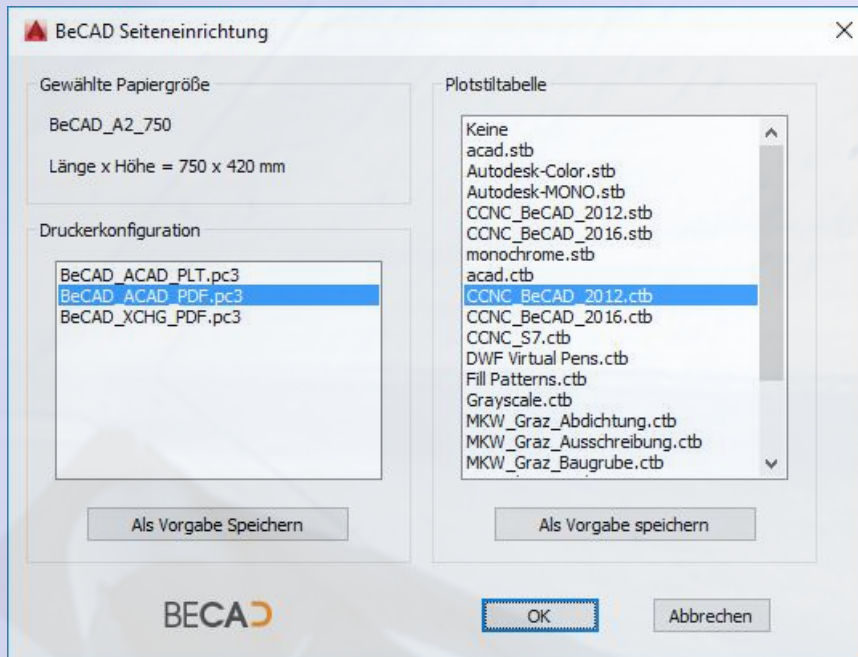 BeCAD Seiteneinrichtung
Gewählte Papiergröße
BeCAD_A2_750
Länge x Höhe = 750 x 420 mm
Druckerkonfiguration
BeCAD_ACAD_PLT.pc3
BeCAD_ACAD_PDF.pc3
BeCAD_XCHG_PDF.pc3
Als Vorgabe Speichern
Plotstiltabelle
Keine
acad.stb
Autodesk-Color.stb
Autodesk-MONO.stb
CCNC_BeCAD_2012.stb
CCNC_BeCAD_2016.stb
monochrome.stb
acad.ctb
CCNC_BeCAD_2012.ctb
CCNC_BeCAD_2016.ctb
CCNC_S7.ctb
DWF Virtual Pens.ctb
Fill Patterns.ctb
Grayscale.ctb
MKW_Graz_Abdichtung.ctb
MKW_Graz_Ausschreibung.ctb
MKW_Graz_Baugrube.ctb
Als Vorgabe speichern
BECAD
OK
Abbrechen